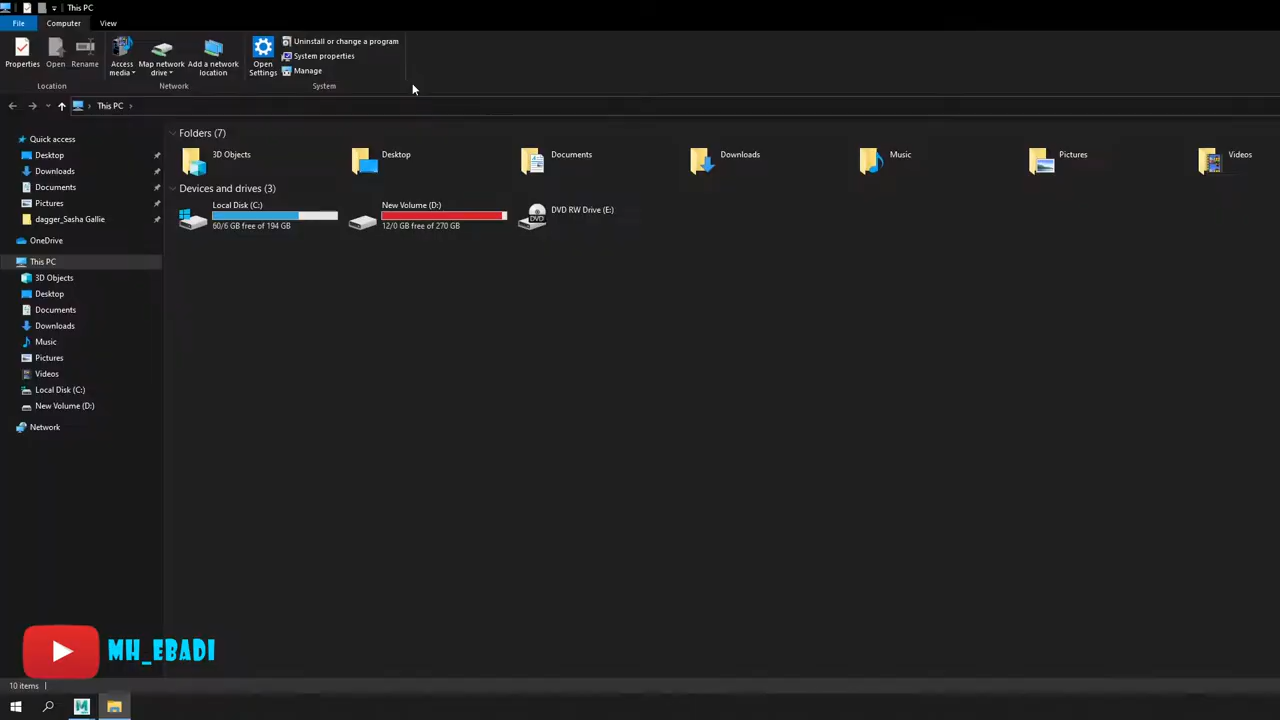 This PC
File Computer View
Properties Open Rename Access media Map network drive Add a network location Open Settings Uninstall or change a program
System properties
Manage
Location Network System
This PC
Quick access
Desktop
Downloads
Documents
Pictures
dagger_Sasha Gallie
OneDrive
This PC
3D Objects
Desktop
Documents
Downloads
Music
Pictures
Videos
Local Disk (C:)
New Volume (D:)
Network
Folders (7)
3D Objects Desktop Documents Downloads Music Pictures Videos
Devices and drives (3)
Local Disk (C:) New Volume (D:) DVD RW Drive (E:)
60/6 GB free of 194 GB 12/0 GB free of 270 GB
DVD
MH_EBADI
10 items
M